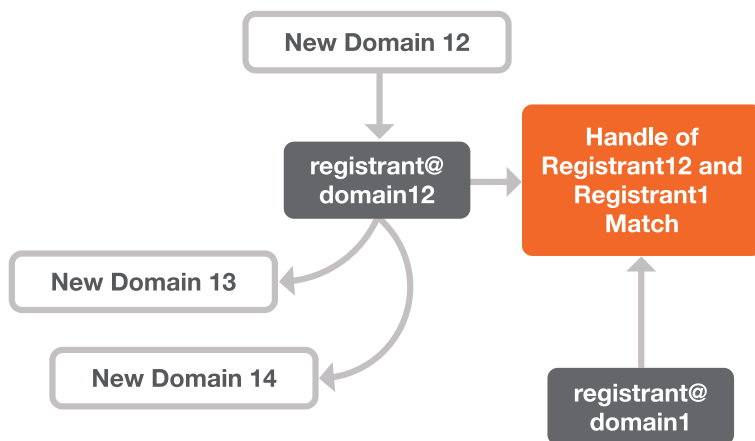 New Domain 12
registrant@
domain12
Handle of
Registrant12 and
Registrant1
Match
New Domain 13
New Domain 14
registrant@
domain1